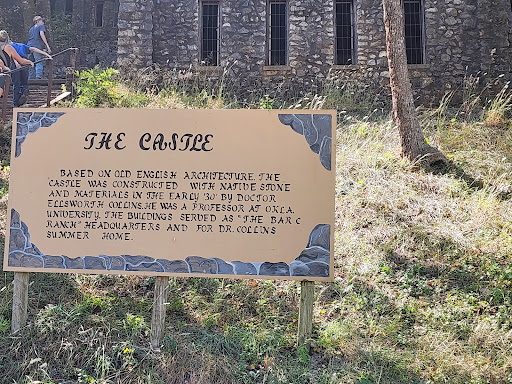 THE CASTLE
BASED ON OLD ENGLISH ARCHITECTURE. THE
CASTLE WAS CONSTRUCTED WITH NATIVE STONE
AND MATERIALS IN THE EARLY '30' BY DOCTOR
ELLSWORTH COLLINS. HE WAS A PROFESSOR AT OKLA.
UNIVERSITY. THE BUILDINGS SERVED AS "THE BAR C
RANCH" HEADQUARTERS AND FOR DR. COLLINS
SUMMER HOME.